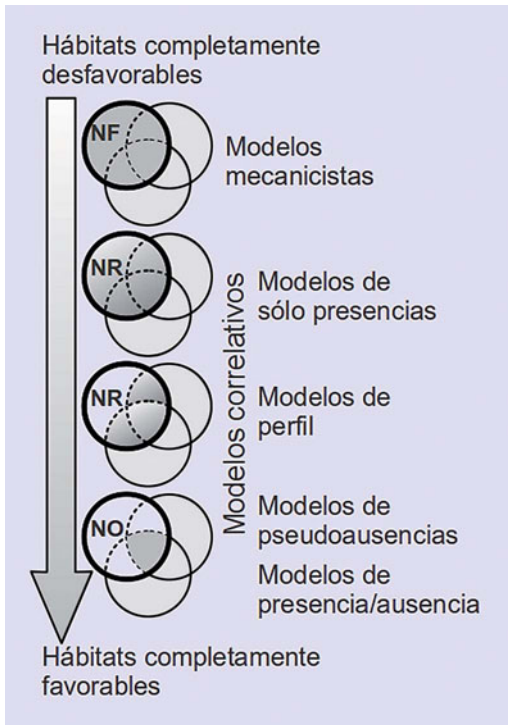 Hábitats completamente
desfavorables
NF
Modelos
mecanicistas
NR
Modelos de
sólo presencias
Modelos correlativos
NR
Modelos de
perfil
NO
Modelos de
pseudoausencias
Modelos de
presencia/ausencia
Hábitats completamente
favorables